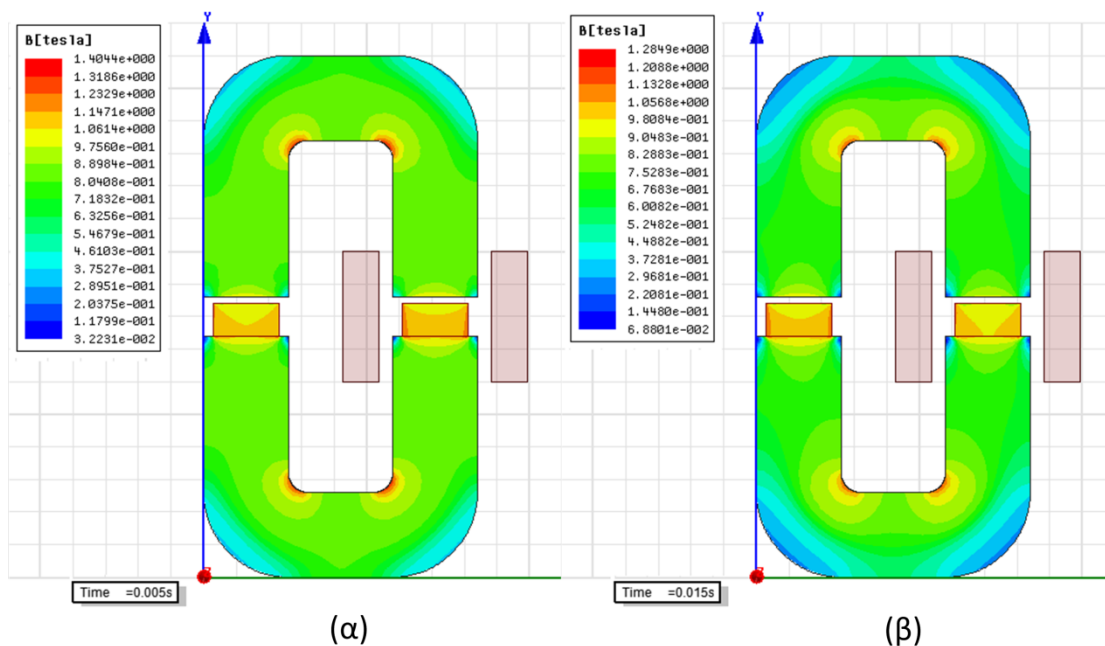 Y
B[tesla]
1.4044e+000
1.3186e+000
1.2329e+000
1.1471e+000
1.0614e+000
9.7560e-001
8.8984e-001
8.0408e-001
7.1832e-001
6.3256e-001
5.4679e-001
4.6103e-001
3.7527e-001
2.8951e-001
2.0375e-001
1.1799e-001
3.2231e-002
Time =0.005s
(α)
Y
B[tesla]
1.2849e+000
1.2088e+000
1.1328e+000
1.0568e+000
9.8084e-001
9.0483e-001
8.2883e-001
7.5283e-001
6.7683e-001
6.0082e-001
5.2482e-001
4.4882e-001
3.7281e-001
2.9681e-001
2.2081e-001
1.4480e-001
6.8801e-002
Time =0.015s
(β)